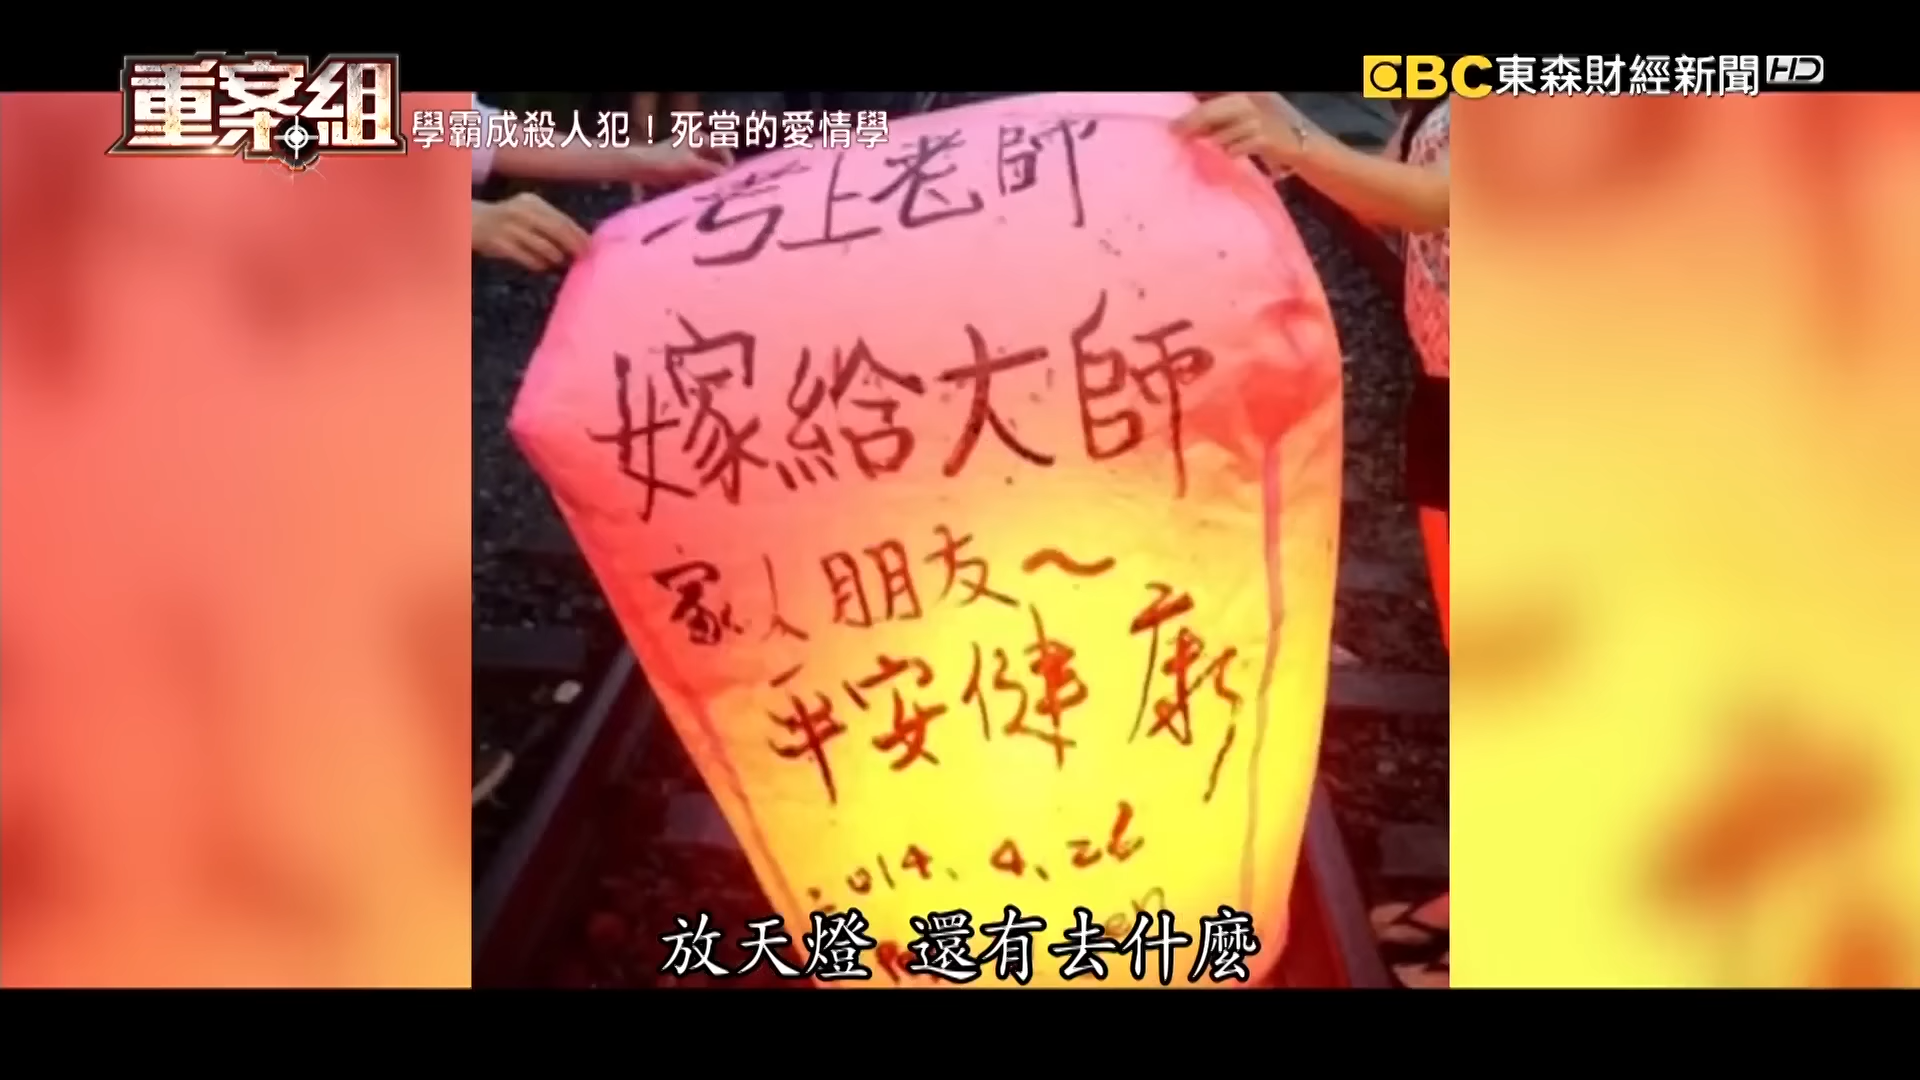 重案組
學霸成殺人犯！死當的愛情學
EBC東森財經新聞HD
考上老師
嫁給大師
家人朋友～
平安健康
2014.4.26
en
放天燈 還有去什麼